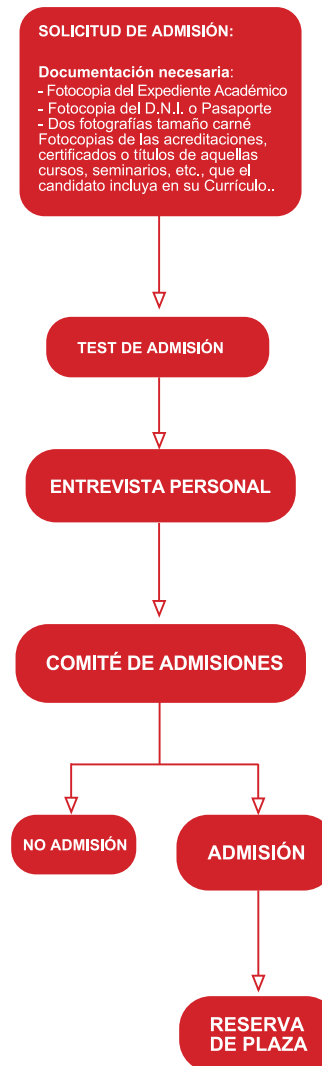 SOLICITUD DE ADMISIÓN:
Documentación necesaria:
- Fotocopia del Expediente Académico
- Fotocopia del D.N.I. o Pasaporte
- Dos fotografías tamaño carné
Fotocopias de las acreditaciones,
certificados o títulos de aquellas
cursos, seminarios, etc., que el
candidato incluya en su Currículo..
TEST DE ADMISIÓN
ENTREVISTA PERSONAL
COMITÉ DE ADMISIONES
NO ADMISIÓN
ADMISIÓN
RESERVA
DE PLAZA